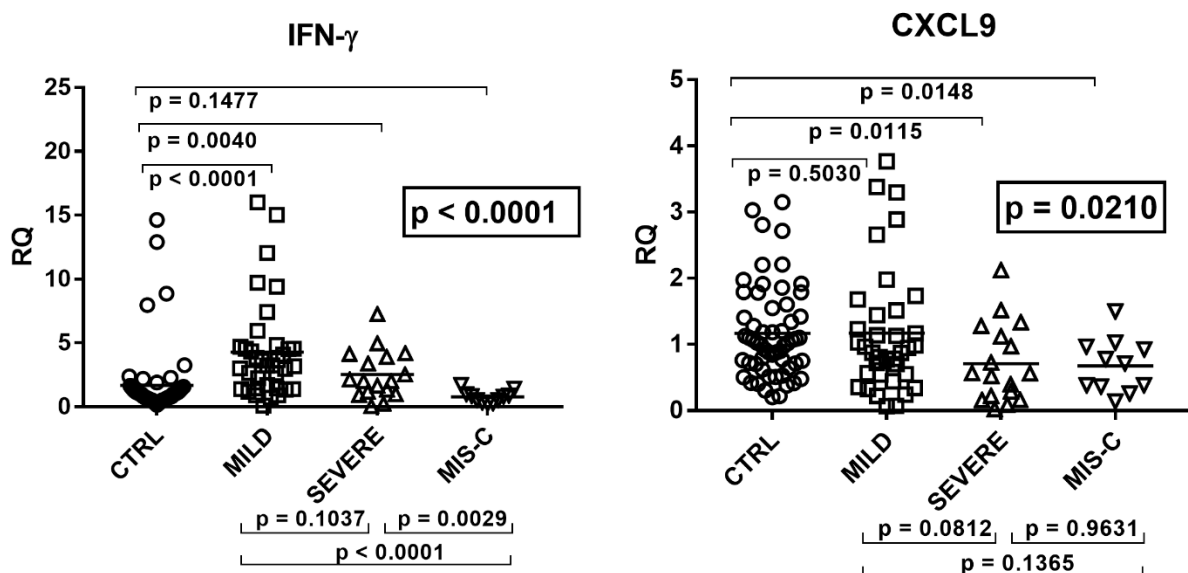 IFN-γ
25
20
15
10
5
0
RQ
p = 0.1477
p = 0.0040
p < 0.0001
p < 0.0001
CTRL
MILD
SEVERE
MIS-C
p = 0.1037
p = 0.0029
p < 0.0001
CXCL9
5
4
3
2
1
0
RQ
p = 0.0148
p = 0.0115
p = 0.5030
p = 0.0210
CTRL
MILD
SEVERE
MIS-C
p = 0.0812
p = 0.9631
p = 0.1365